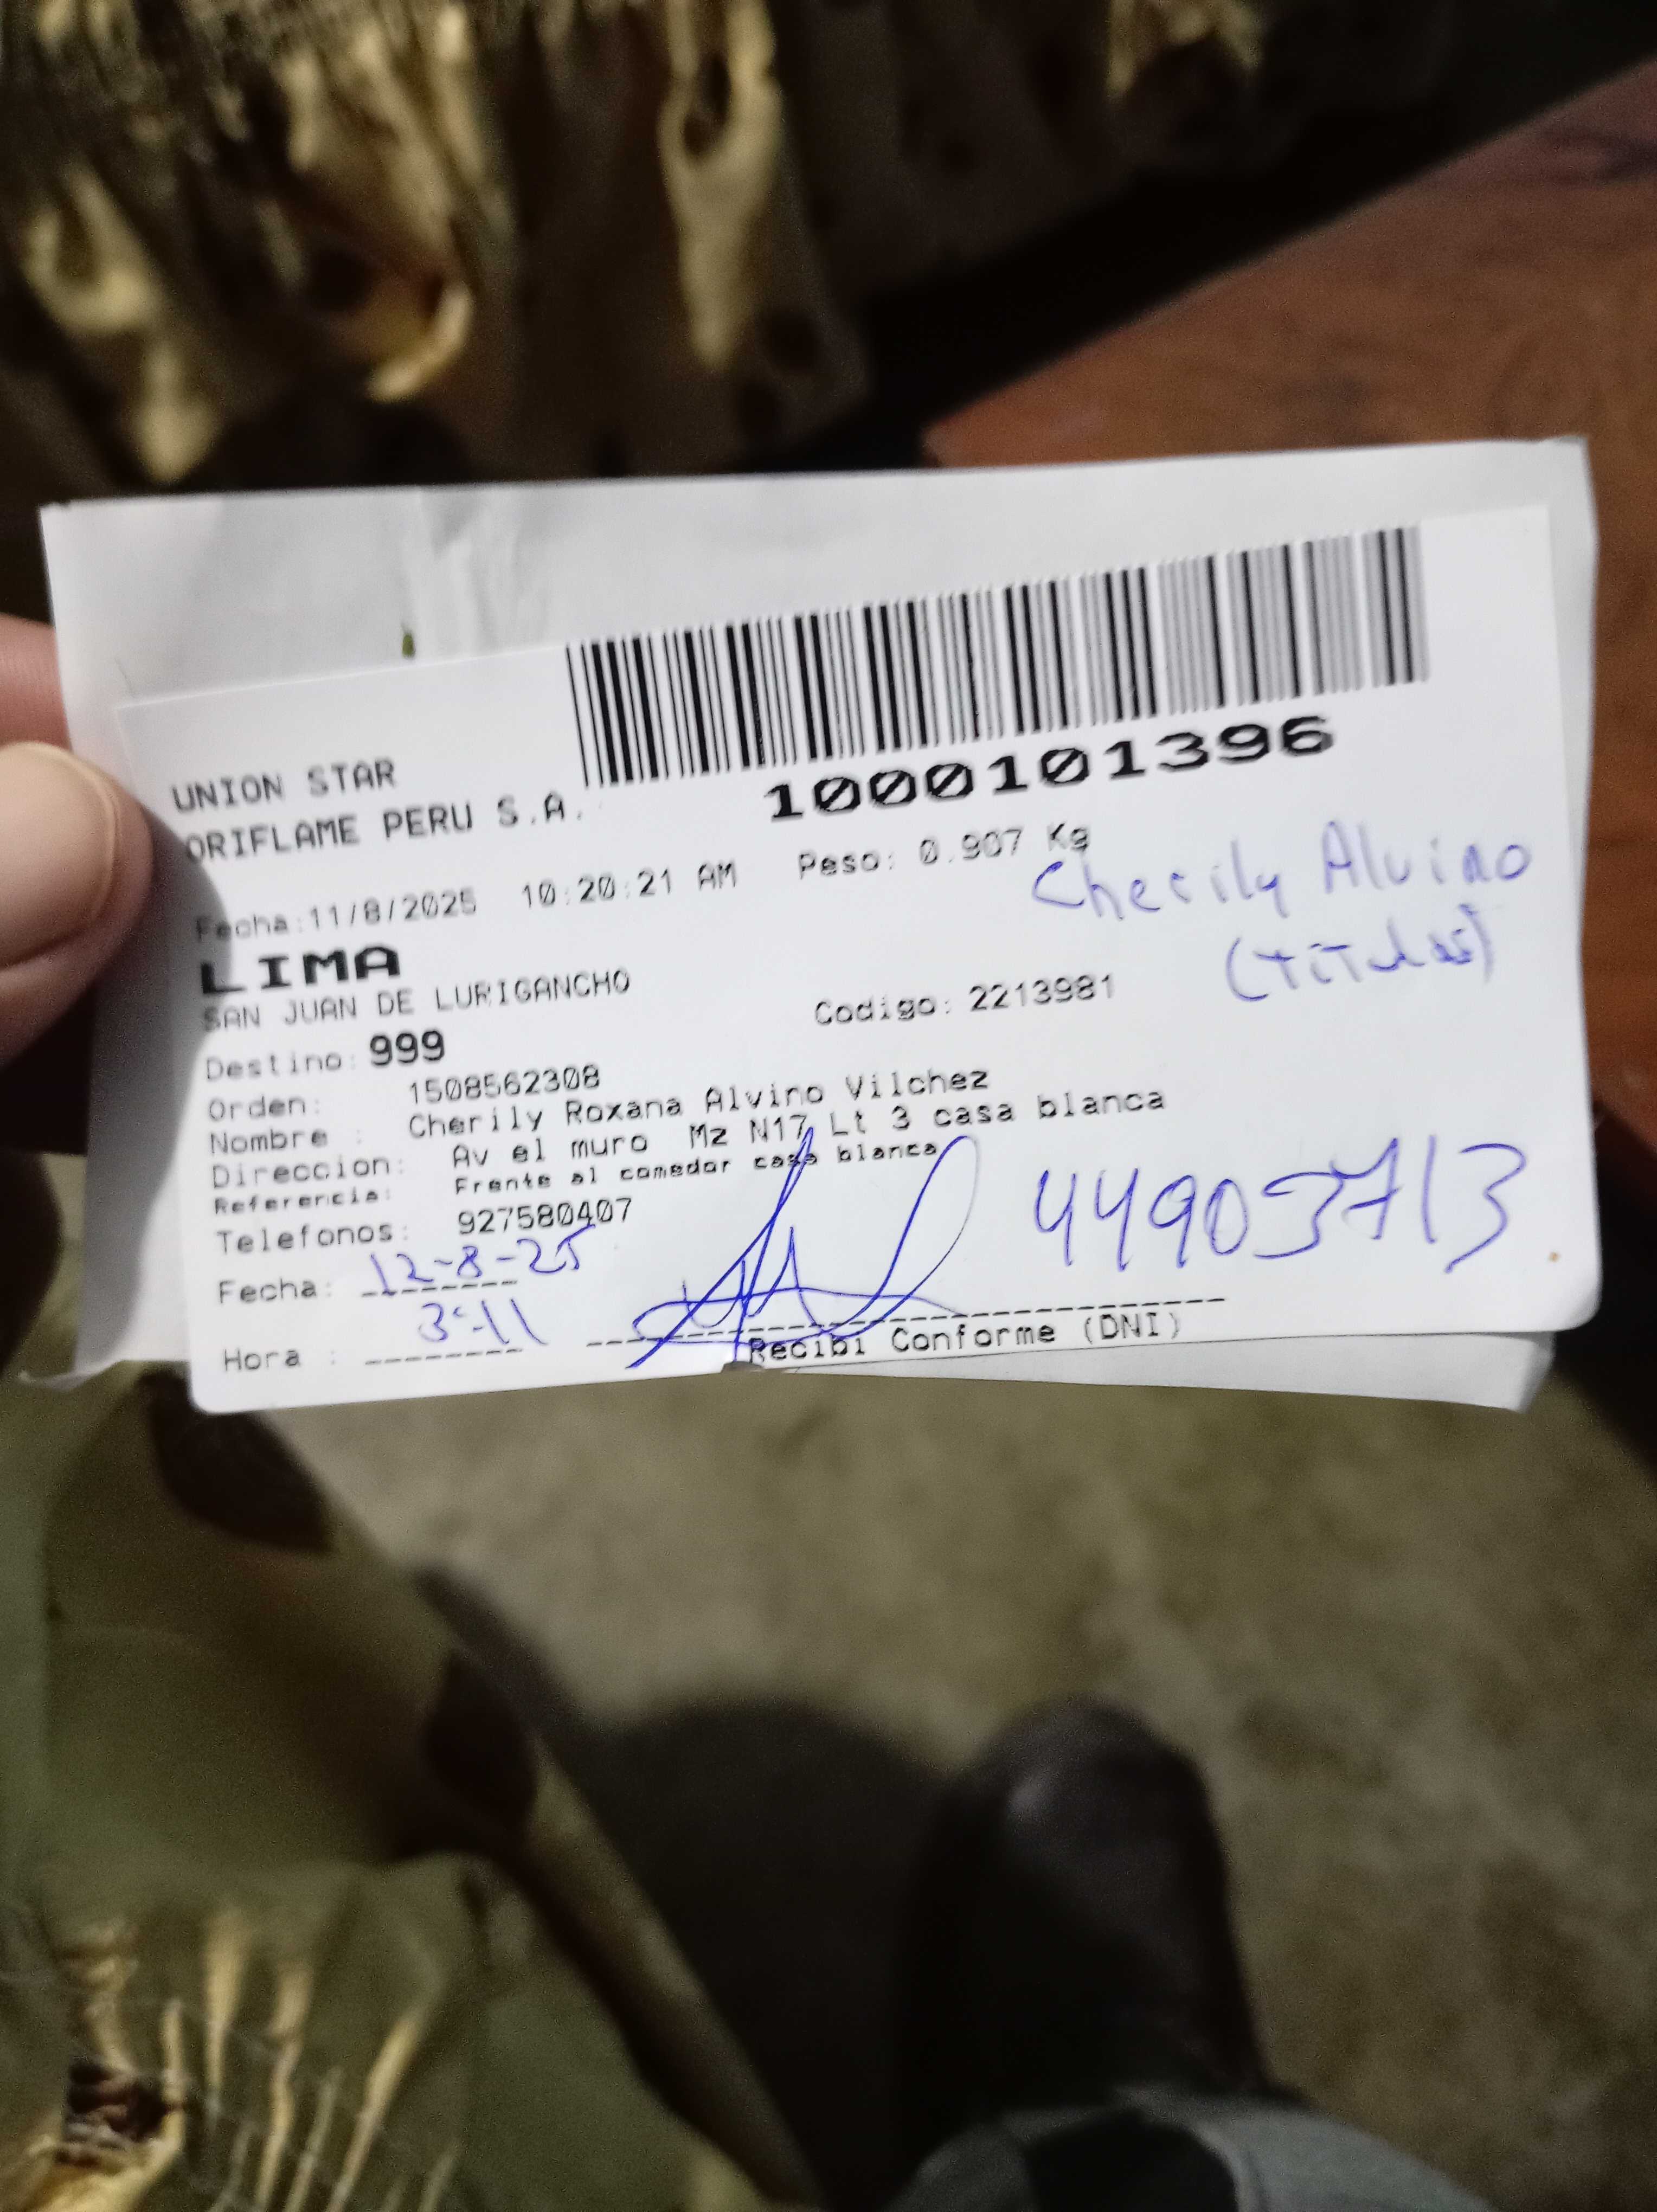 UNION STAR
ORIFLAME PERU S.A.
1000101396
Fecha:11/8/2025 10:20:21 AM Peso: 0.907 Kg
Cherily Alvino
(titular)
LIMA
SAN JUAN DE LURIGANCHO
Codigo: 2213981
Destino: 999
Orden: 1508562308
Nombre : Cherily Roxana Alvino Vilchez
Direccion: Av el muro Mz N17 Lt 3 casa blanca
Referencia: Frente al comedor casa blanca
Telefonos: 927580407
44903713
Fecha: 12-8-25
Hora : 3:11
Recibi Conforme (DNI)